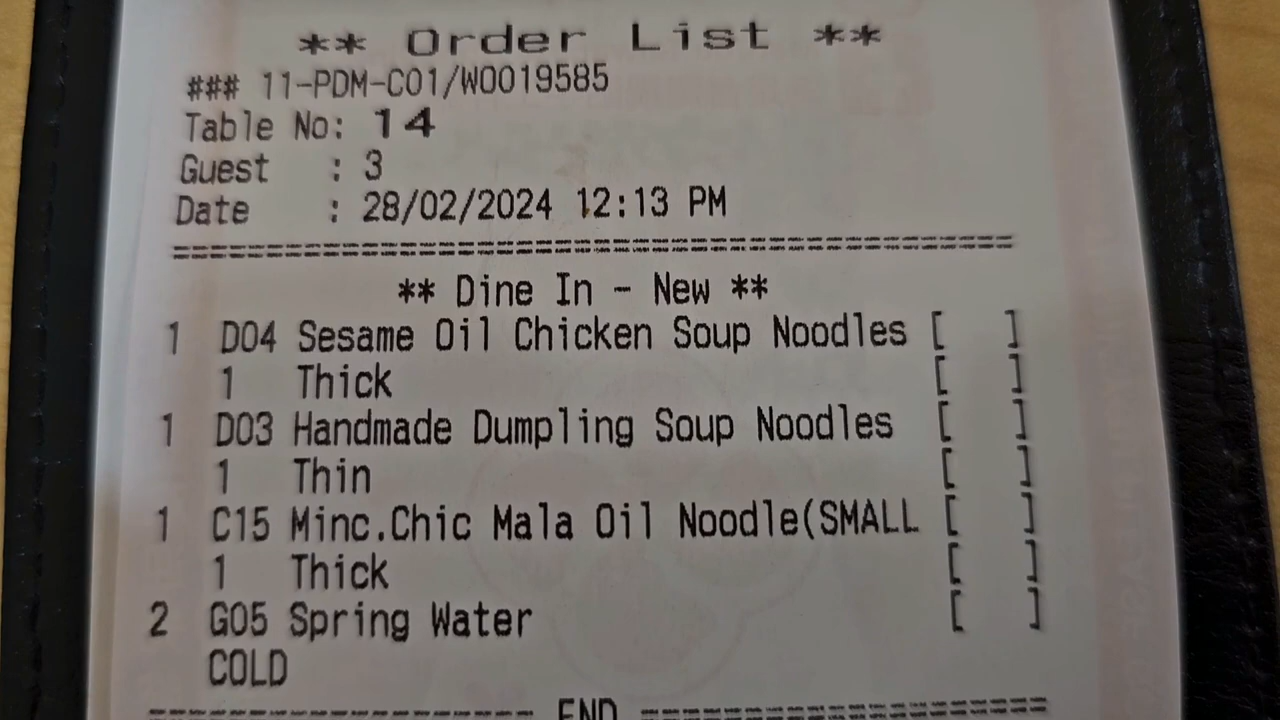 ** Order List **
### 11-PDM-C01/W0019585
Table No: 14
Guest : 3
Date : 28/02/2024 12:13 PM
** Dine In - New **
1 D04 Sesame Oil Chicken Soup Noodles [ ]
1 Thick [ ]
1 D03 Handmade Dumpling Soup Noodles [ ]
1 Thin [ ]
1 C15 Minc.Chic Mala Oil Noodle(SMALL [ ]
1 Thick [ ]
2 G05 Spring Water [ ]
COLD
END